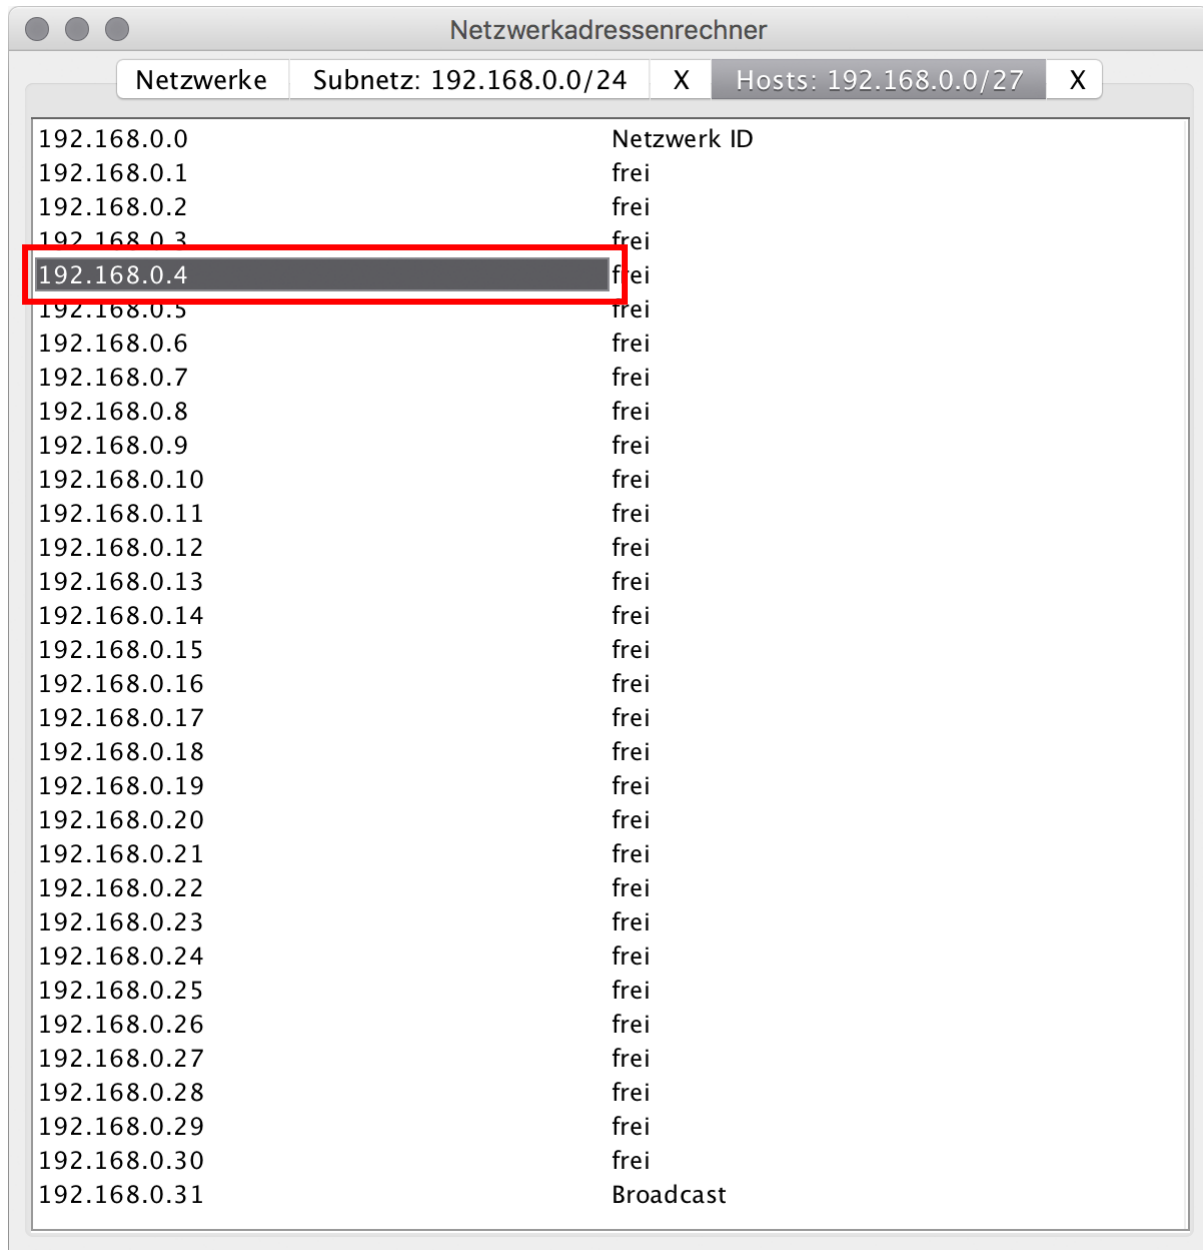 Netzwerkadressenrechner
Netzwerke Subnetz: 192.168.0.0/24 X Hosts: 192.168.0.0/27 X
192.168.0.0 Netzwerk ID
192.168.0.1 frei
192.168.0.2 frei
192.168.0.3 frei
192.168.0.4 frei
192.168.0.5 frei
192.168.0.6 frei
192.168.0.7 frei
192.168.0.8 frei
192.168.0.9 frei
192.168.0.10 frei
192.168.0.11 frei
192.168.0.12 frei
192.168.0.13 frei
192.168.0.14 frei
192.168.0.15 frei
192.168.0.16 frei
192.168.0.17 frei
192.168.0.18 frei
192.168.0.19 frei
192.168.0.20 frei
192.168.0.21 frei
192.168.0.22 frei
192.168.0.23 frei
192.168.0.24 frei
192.168.0.25 frei
192.168.0.26 frei
192.168.0.27 frei
192.168.0.28 frei
192.168.0.29 frei
192.168.0.30 frei
192.168.0.31 Broadcast